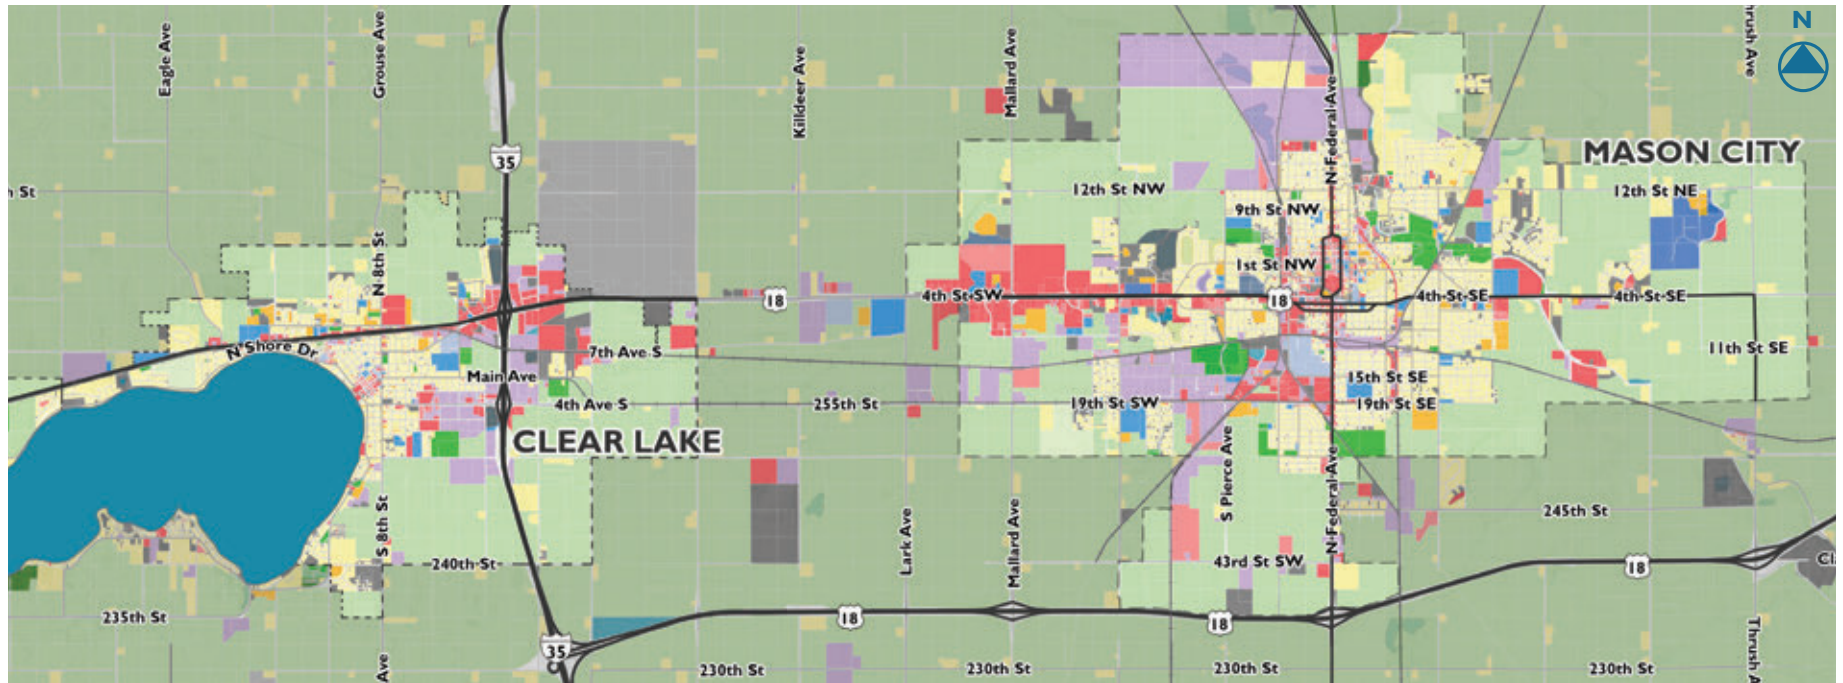 N
Eagle Ave
Grouse Ave
Killdeer Ave
Mallard Ave
N Federal Ave
Thrush Ave
35
MASON CITY
12th St NW
12th St NE
9th St NW
N 8th St
1st St NW
18
4th St SW
18
4th St SE
4th St SE
N Shore Dr
7th Ave S
11th St SE
Main Ave
15th St SE
4th Ave S
255th St
19th St SW
19th St SE
CLEAR LAKE
S Pierce Ave
S 8th St
Lark Ave
Mallard Ave
N Federal Ave
245th St
240th St
43rd St SW
18
235th St
18
18
35
Ave
230th St
230th St
230th St
230th St
Thrush A